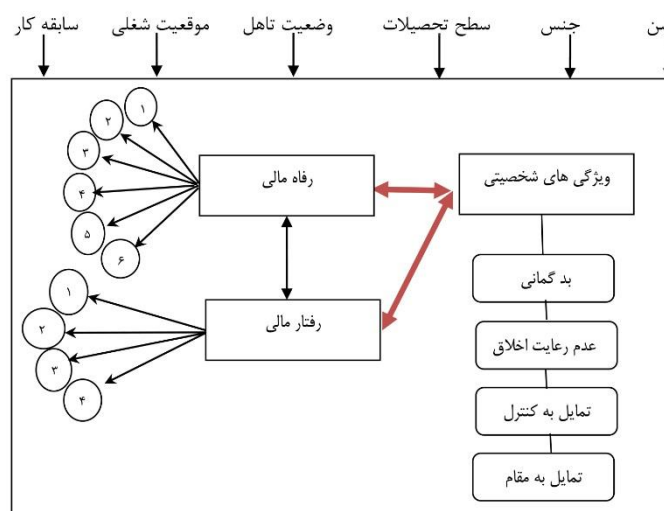 جنس
سطح تحصیلات
وضعیت تاهل
موقعیت شغلی
سابقه کار
ویژگی های شخصیتی
بد گمانی
عدم رعایت اخلاق
تمایل به کنترل
تمایل به مقام
رفاه مالی
۱
۲
۳
۴
۵
۶
رفتار مالی
۱
۲
۳
۴